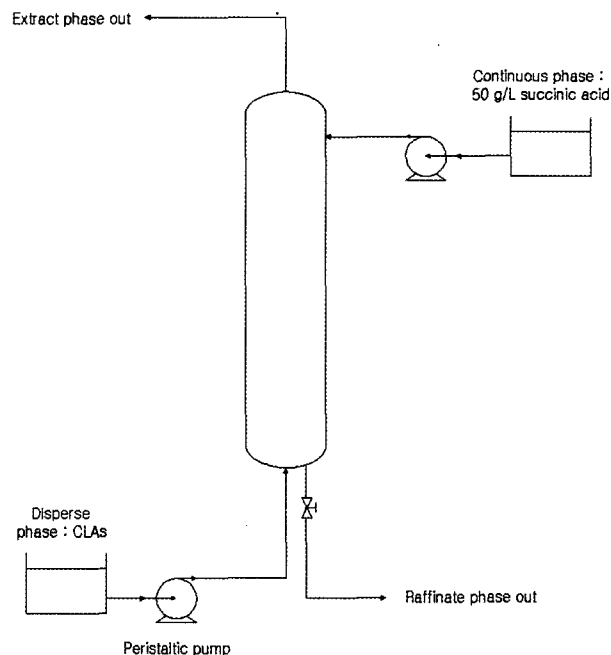 Extract phase out
Continuous phase :
50 g/L succinic acid
Disperse
phase : CLAs
Raffinate phase out
Peristaltic pump